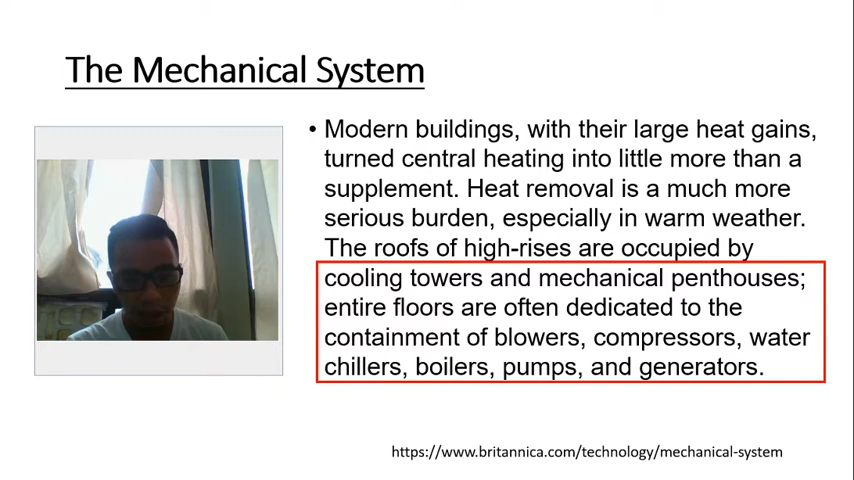 The Mechanical System
• Modern buildings, with their large heat gains,
turned central heating into little more than a
supplement. Heat removal is a much more
serious burden, especially in warm weather.
The roofs of high-rises are occupied by
cooling towers and mechanical penthouses;
entire floors are often dedicated to the
containment of blowers, compressors, water
chillers, boilers, pumps, and generators.
https://www.britannica.com/technology/mechanical-system